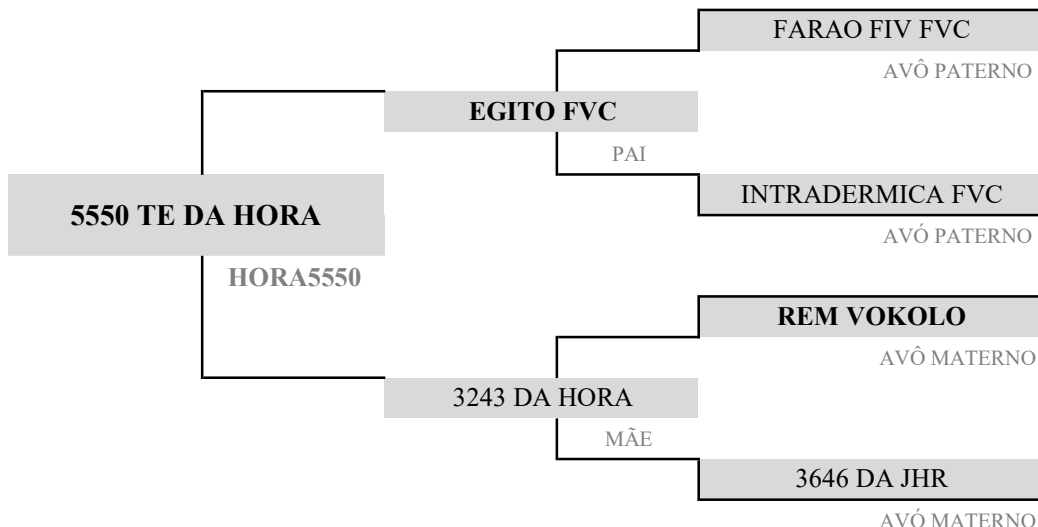 FARAO FIV FVC
AVÔ PATERNO
EGITO FVC
PAI
INTRADERMICA FVC
AVÓ PATERNO
5550 TE DA HORA
HORA5550
REM VOKOLO
AVÔ MATERNO
3243 DA HORA
MÃE
3646 DA JHR
AVÓ MATERNO